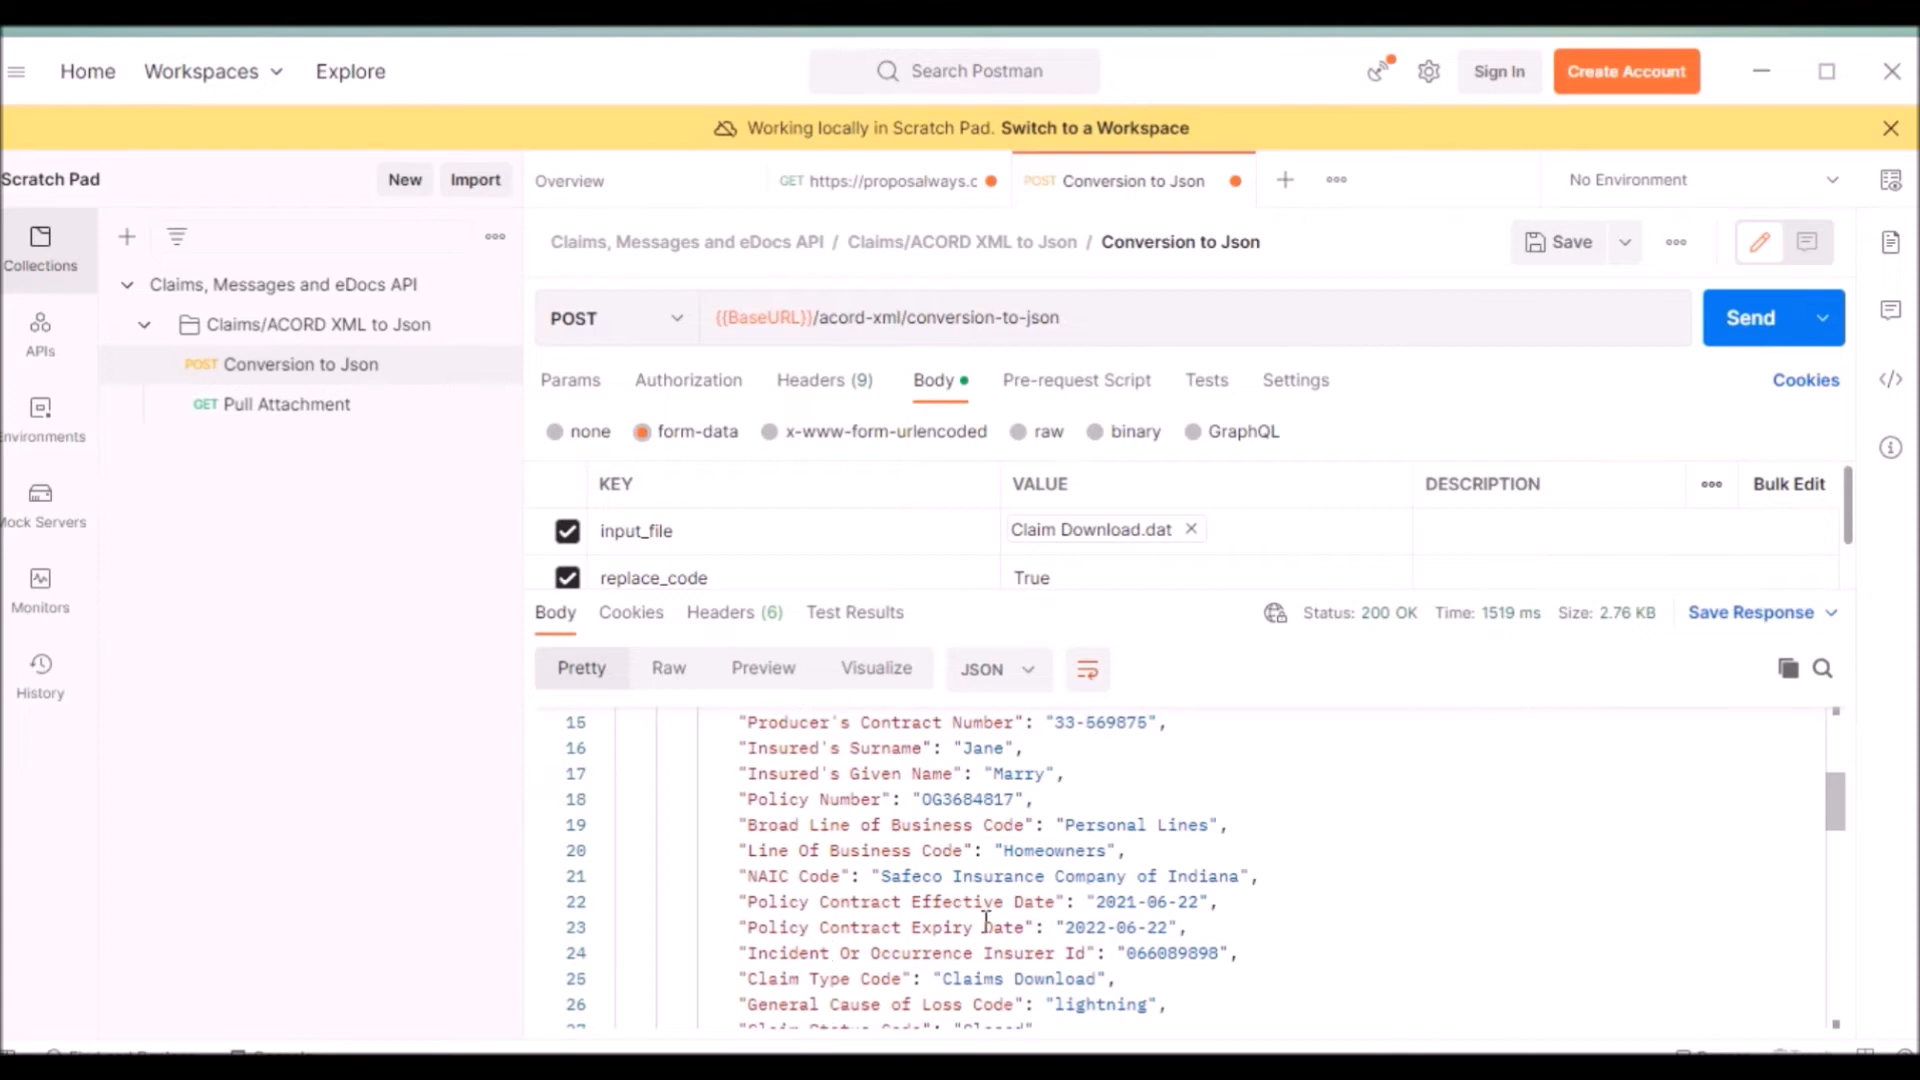 Home Workspaces Explore Search Postman Sign In Create Account
Working locally in Scratch Pad. Switch to a Workspace
Scratch Pad New Import Overview GET https://proposalways.c POST Conversion to Json No Environment
Claims, Messages and eDocs API / Claims/ACORD XML to Json / Conversion to Json Save
Collections
Claims, Messages and eDocs API
Claims/ACORD XML to Json
POST Conversion to Json
GET Pull Attachment
APIs
nvironments
Mock Servers
Monitors
History
POST {{BaseURL}}/acord-xml/conversion-to-json Send
Params Authorization Headers (9) Body Pre-request Script Tests Settings Cookies
none form-data x-www-form-urlencoded raw binary GraphQL
KEY VALUE DESCRIPTION Bulk Edit
input_file Claim Download.dat
replace_code True
Body Cookies Headers (6) Test Results Status: 200 OK Time: 1519 ms Size: 2.76 KB Save Response
Pretty Raw Preview Visualize JSON
15 "Producer's Contract Number": "33-569875",
16 "Insured's Surname": "Jane",
17 "Insured's Given Name": "Marry",
18 "Policy Number": "OG3684817",
19 "Broad Line of Business Code": "Personal Lines",
20 "Line Of Business Code": "Homeowners",
21 "NAIC Code": "Safeco Insurance Company of Indiana",
22 "Policy Contract Effective Date": "2021-06-22",
23 "Policy Contract Expiry Date": "2022-06-22",
24 "Incident Or Occurrence Insurer Id": "066089898",
25 "Claim Type Code": "Claims Download",
26 "General Cause of Loss Code": "lightning",
27 "Claim Status Code": "Closed"